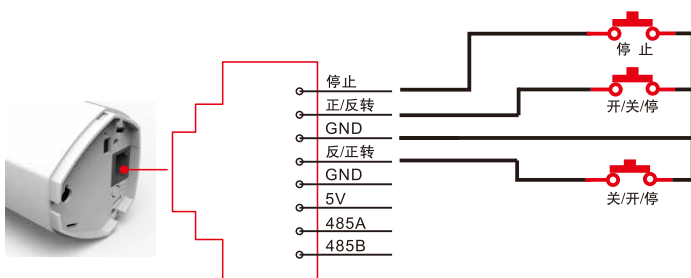 停止
正/反转
GND
反/正转
GND
5V
485A
485B
停 止
开/关/停
关/开/停